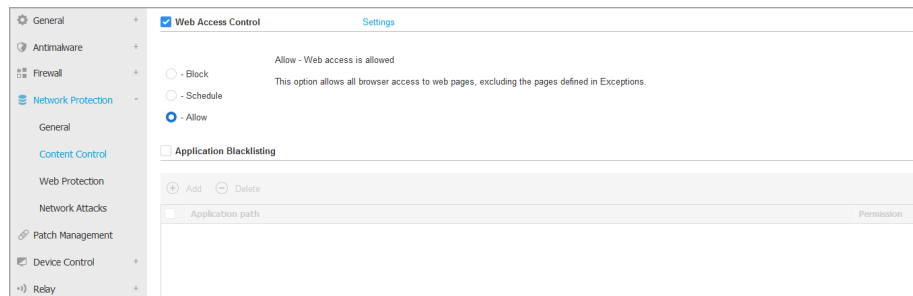 General +
Antimalware +
Firewall +
Network Protection -
General
Content Control
Web Protection
Network Attacks
Patch Management
Device Control +
Relay +
Web Access Control Settings
Allow - Web access is allowed
- Block
This option allows all browser access to web pages, excluding the pages defined in Exceptions.
- Schedule
- Allow
Application Blacklisting
Add Delete
Application path Permission